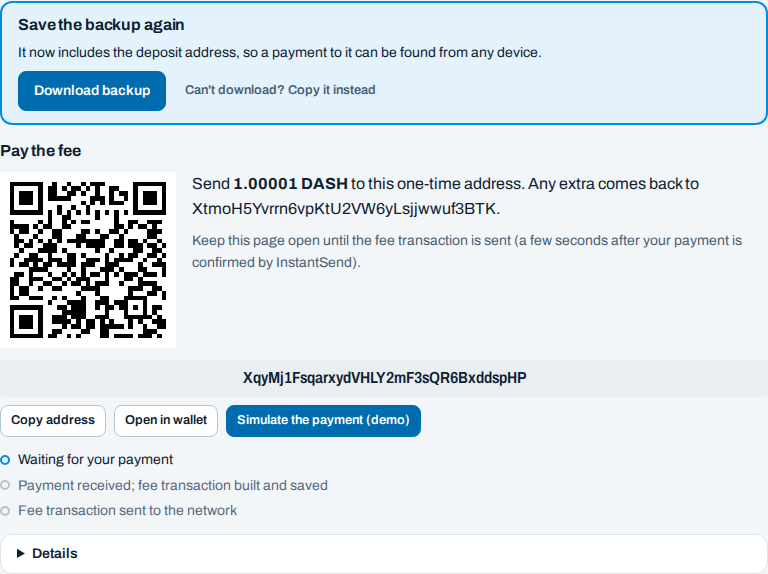 Save the backup again
It now includes the deposit address, so a payment to it can be found from any device.
Download backup
Can't download? Copy it instead
Pay the fee
Send 1.00001 DASH to this one-time address. Any extra comes back to
XtmoH5Yvrrn6vpKtU2VW6yLsjjwwuf3BTK.
Keep this page open until the fee transaction is sent (a few seconds after your payment is
confirmed by InstantSend).
XqyMj1FsqarxydVHLY2mF3sQR6BxddspHP
Copy address
Open in wallet
Simulate the payment (demo)
Waiting for your payment
Payment received; fee transaction built and saved
Fee transaction sent to the network
Details